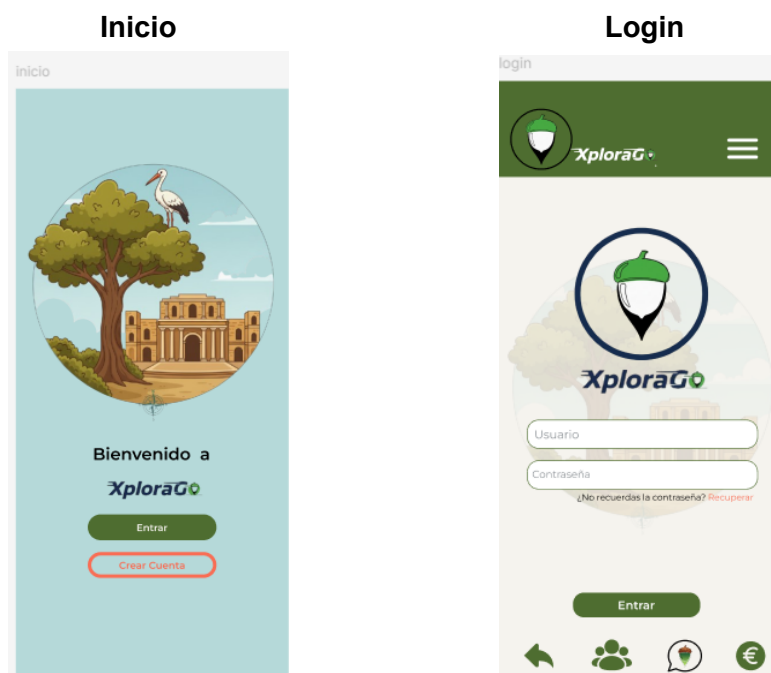 Inicio
inicio
Bienvenido a
XploraGo
Entrar
Crear Cuenta
Login
login
XploraGo
XploraGo
Usuario
Contraseña
¿No recuerdas la contraseña? Recuperar
Entrar
€